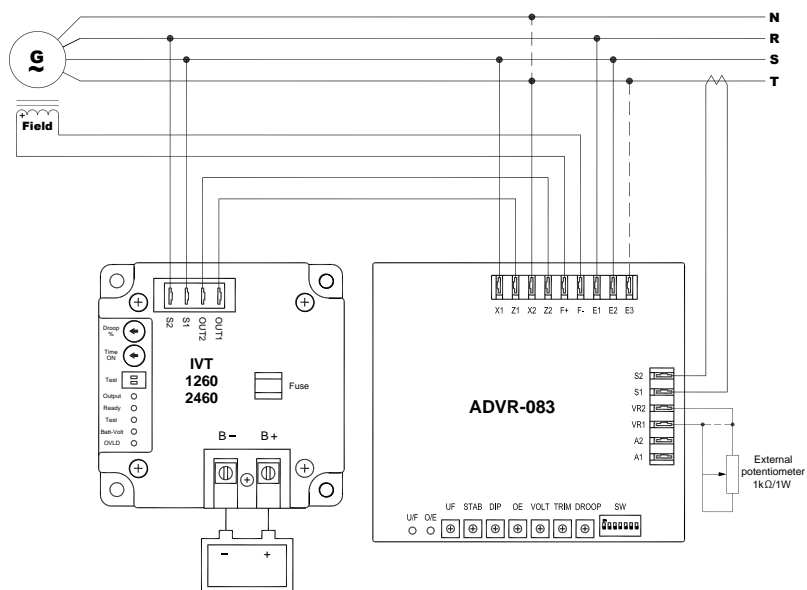 N
R
G
S
~
T
+
Field
S2
S1
OUT2
OUT1
X1 Z1 X2 Z2 F+ F- E1 E2 E3
Droop
%
Time
ON
Test
Output
Ready
Test
Batt-Volt
OVLD
IVT
1260
2460
Fuse
B- B+
- +
ADVR-083
S2
S1
VR2
VR1
A2
A1
External
potentiometer
1kΩ/1W
U/F O/E UF STAB DIP OE VOLT TRIM DROOP SW